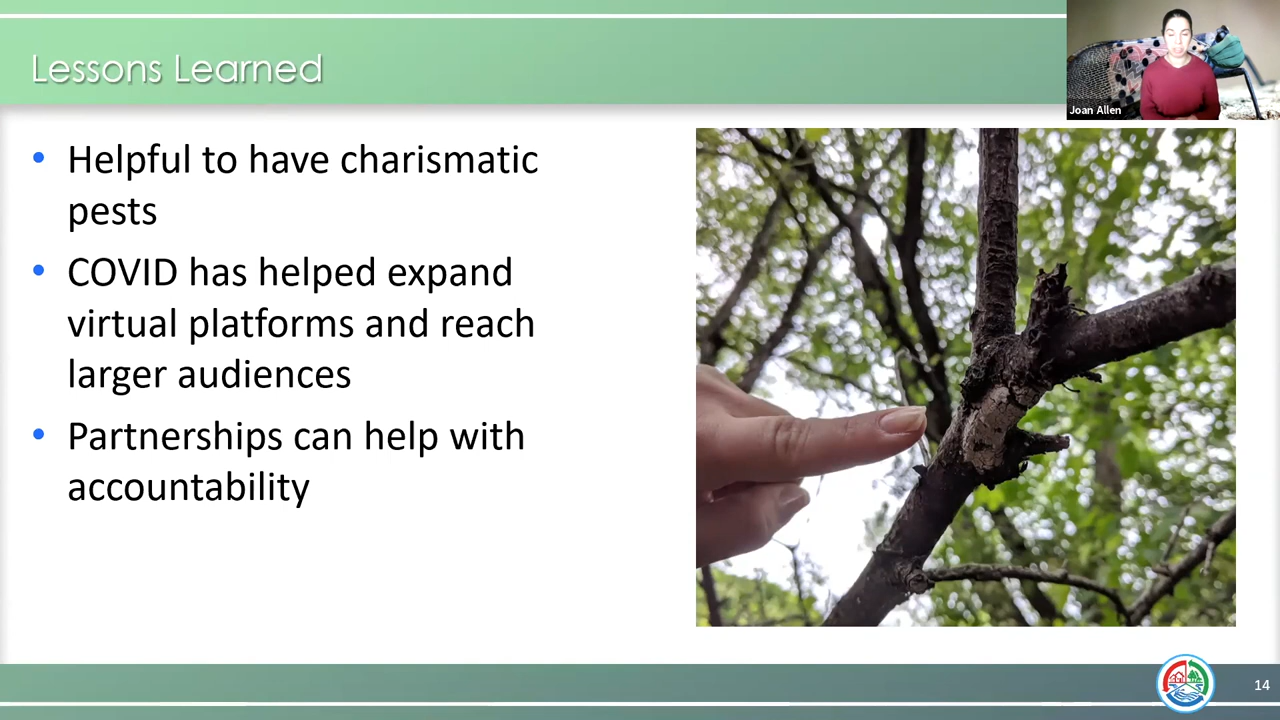 Lessons Learned
Joan Allen
• Helpful to have charismatic
pests
• COVID has helped expand
virtual platforms and reach
larger audiences
• Partnerships can help with
accountability
14